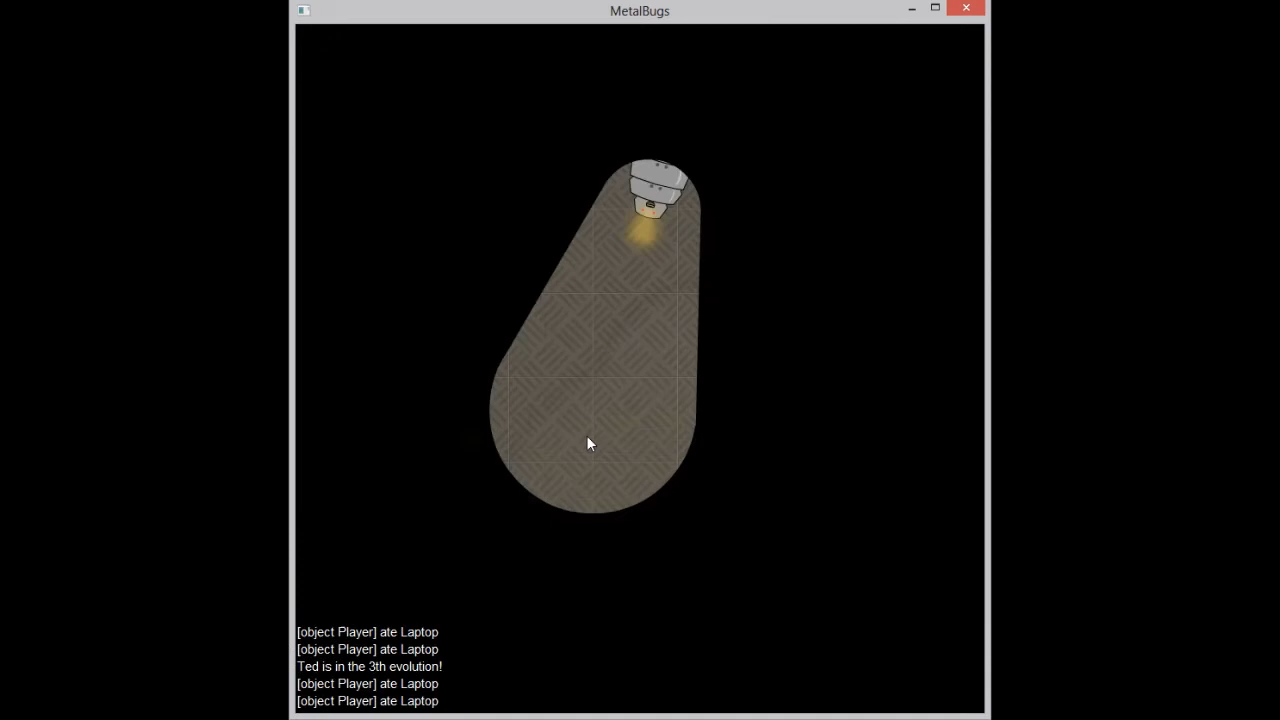 MetalBugs
[object Player] ate Laptop
[object Player] ate Laptop
Ted is in the 3th evolution!
[object Player] ate Laptop
[object Player] ate Laptop